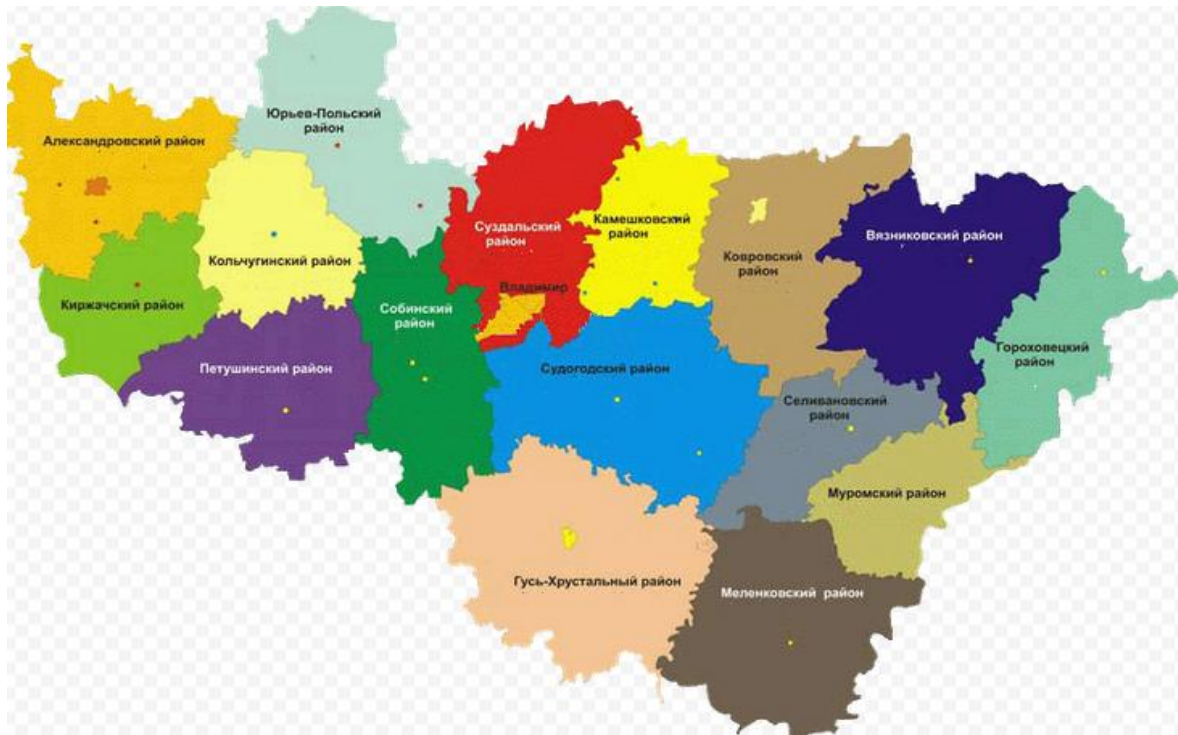 Юрьев-Польский
район
Александровский район
Суздальский
район
Камешковский
район
Вязниковский район
Кольчугинский район
Ковровский
район
Владимир
Киржачский район
Собинский
район
Гороховецкий
район
Петушинский район
Судогодский район
Селивановский
район
Муромский район
Гусь-Хрустальный район
Меленковский район